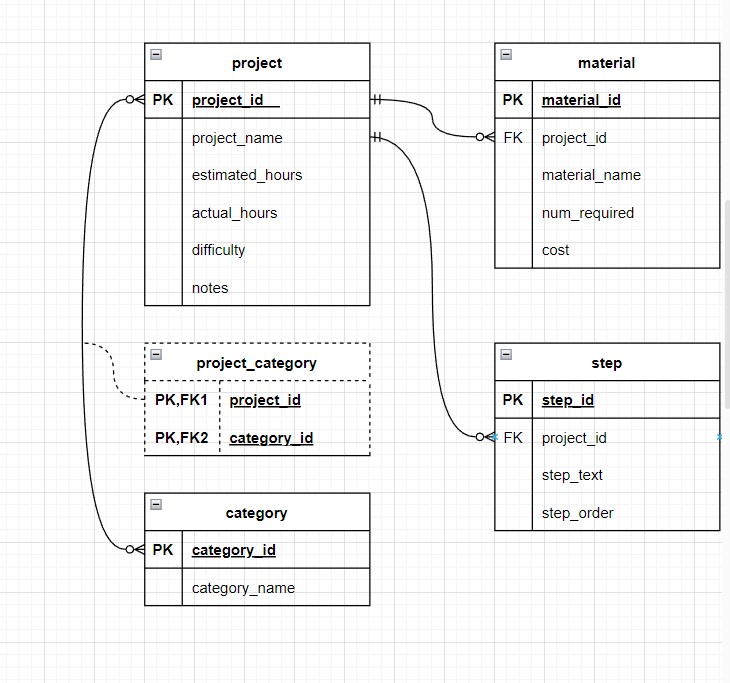 project
PK project_id
project_name
estimated_hours
actual_hours
difficulty
notes
material
PK material_id
FK project_id
material_name
num_required
cost
project_category
PK,FK1 project_id
PK,FK2 category_id
step
PK step_id
FK project_id
step_text
step_order
category
PK category_id
category_name